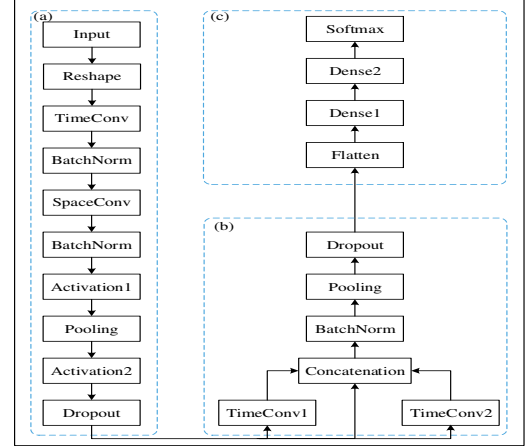 (a)
Input
Reshape
TimeConv
BatchNorm
SpaceConv
BatchNorm
Activation1
Pooling
Activation2
Dropout
(c)
Softmax
Dense2
Dense1
Flatten
(b)
Dropout
Pooling
BatchNorm
Concatenation
TimeConv1
TimeConv2